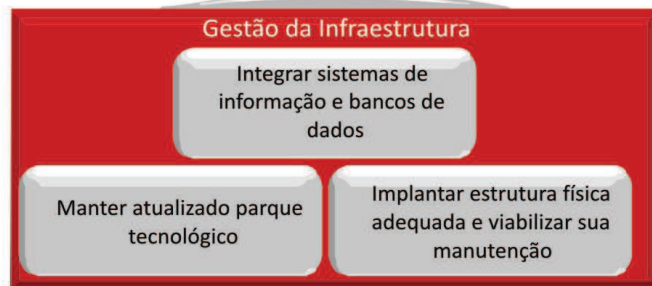 Gestão da Infraestrutura
Integrar sistemas de
informação e bancos de
dados
Manter atualizado parque
tecnológico
Implantar estrutura física
adequada e viabilizar sua
manutenção